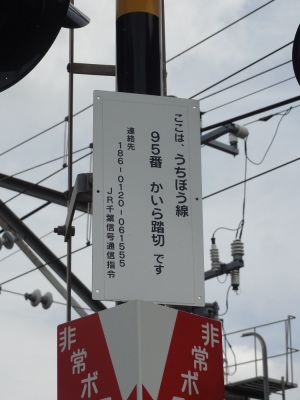 ここは、うちぼう線
95番 かいら踏切 です
連絡先
186-0120-061555
JR千葉信号通信指令
非常ボ
非常ボ